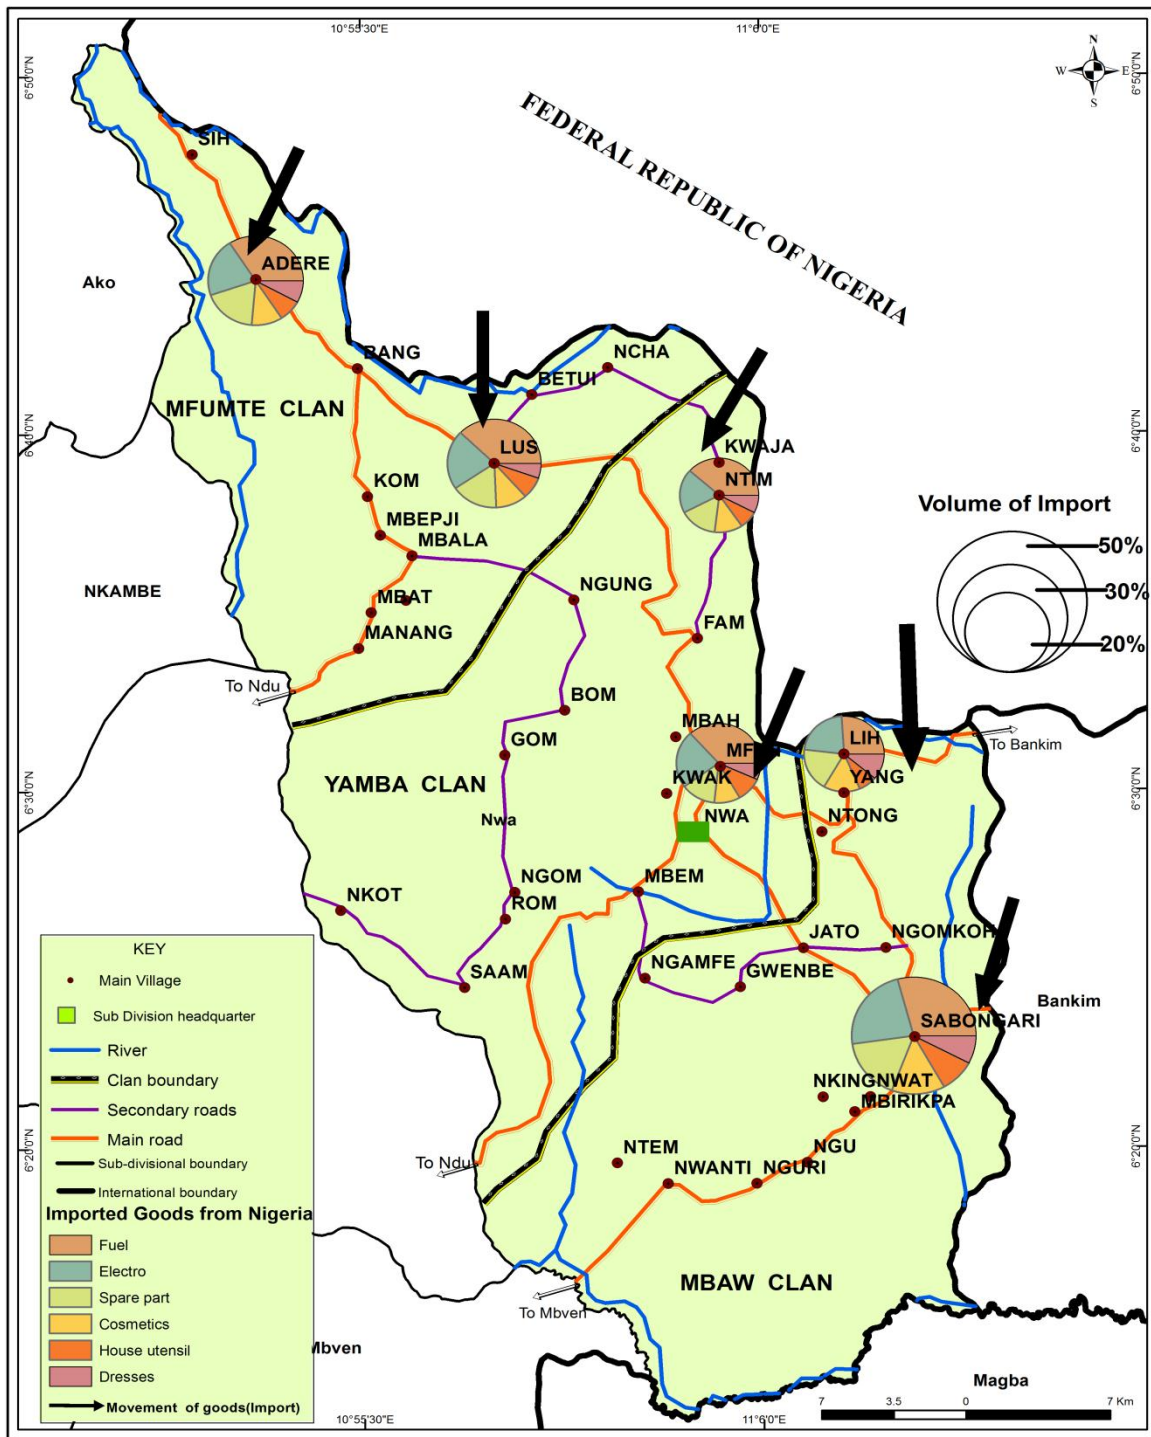 10°55'30"E
11°6'0"E
6°50'0"N
6°50'0"N
N
W
E
S
FEDERAL REPUBLIC OF NIGERIA
SIH
ADERE
Ako
BANG
NCHA
BETUI
MFUMTE CLAN
LUS
KWAJA
NTIM
6°40'0"N
6°40'0"N
KOM
MBEPJI
MBALA
Volume of Import
50%
30%
20%
NKAMBE
MBAT
NGUNG
MANANG
FAM
To Ndu
BOM
MBAH
GOM
LIH
To Bankim
YAMBA CLAN
KWAK
YANG
6°30'0"N
6°30'0"N
Nwa
NWA
NTONG
NKOT
NGOM
MBEM
ROM
JATO
NGOMKOH
SAAM
NGAMFE
GWENBE
Bankim
SABONGARI
NKINGNWAT
MBIRIKPA
NTEM
NGU
NWANTI
NGURI
6°20'0"N
6°20'0"N
To Ndu
MBAW CLAN
To Mbven
Mbven
Magba
KEY
Main Village
Sub Division headquarter
River
Clan boundary
Secondary roads
Main road
Sub-divisional boundary
International boundary
Imported Goods from Nigeria
Fuel
Electro
Spare part
Cosmetics
House utensil
Dresses
Movement of goods(Import)
7 3.5 0 7 Km
10°55'30"E
11°6'0"E